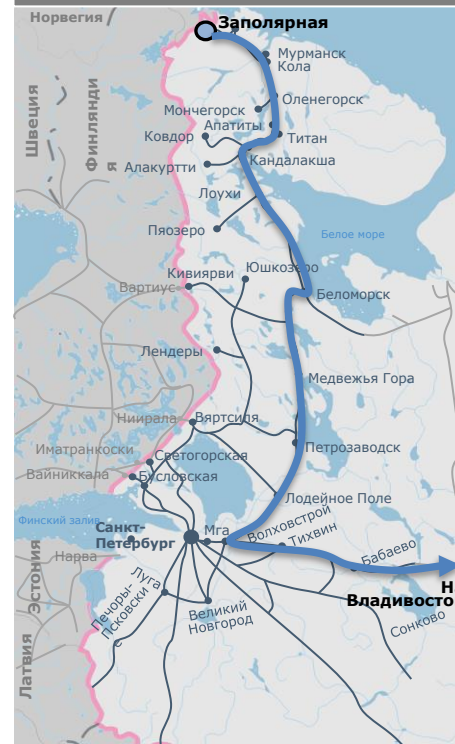 Норвегия
Заполярная
Мурманск
Кола
Оленегорск
Мончегорск
Апатиты
Титан
Ковдор
Кандалакша
Алакуртти
Швеция
Финлянди
я
Лоухи
Пяозеро
Белое море
Юшкозеро
Кивиярви
Вартиус
Беломорск
Лендеры
Медвежья Гора
Ниирала
Вяртсиля
Иматранкоски
Петрозаводск
Светогорская
Вайниккала
Бусловская
Лодейное Поле
Финский залив
Санкт-
Петербург
Мга
Волховстрой
Тихвин
Бабаево
Нарва
Н
Владивосто
Эстония
Луга
Печоры-
Псковски
е
Великий
Новгород
Сонково
Латвия